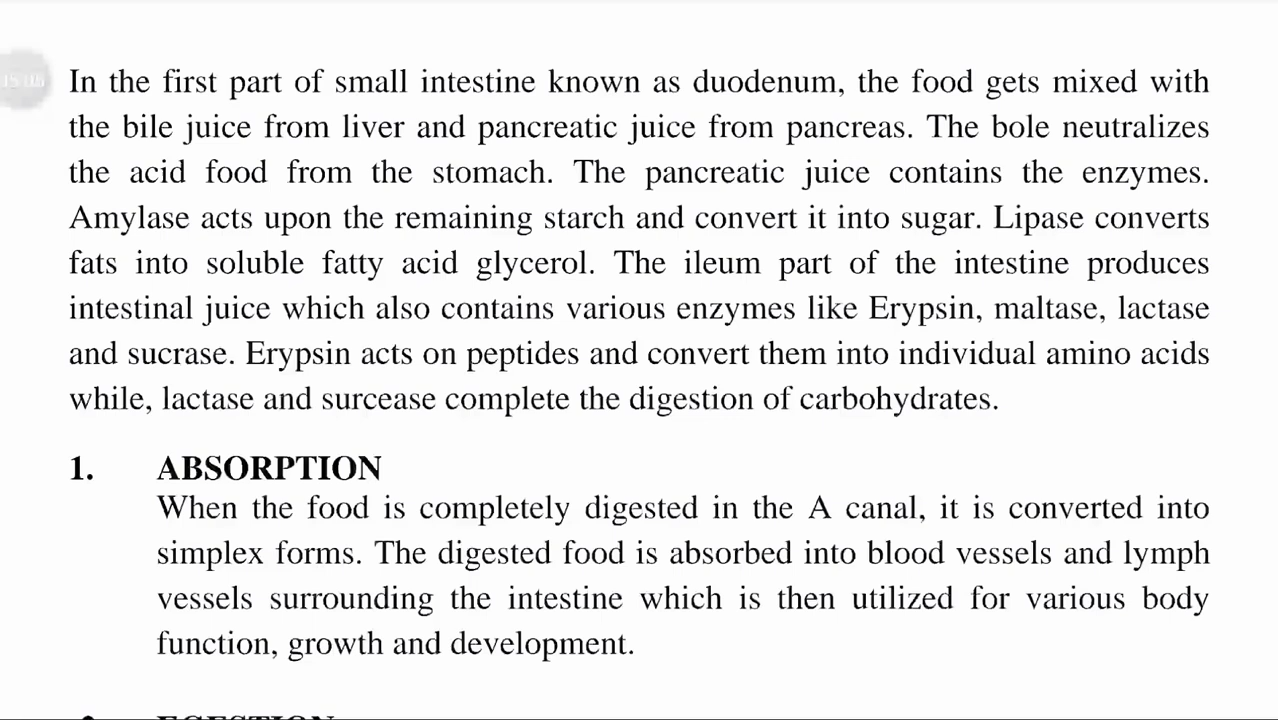 In the first part of small intestine known as duodenum, the food gets mixed with
the bile juice from liver and pancreatic juice from pancreas. The bole neutralizes
the acid food from the stomach. The pancreatic juice contains the enzymes.
Amylase acts upon the remaining starch and convert it into sugar. Lipase converts
fats into soluble fatty acid glycerol. The ileum part of the intestine produces
intestinal juice which also contains various enzymes like Erypsin, maltase, lactase
and sucrase. Erypsin acts on peptides and convert them into individual amino acids
while, lactase and surcease complete the digestion of carbohydrates.
1. ABSORPTION
When the food is completely digested in the A canal, it is converted into
simplex forms. The digested food is absorbed into blood vessels and lymph
vessels surrounding the intestine which is then utilized for various body
function, growth and development.
EGESTION